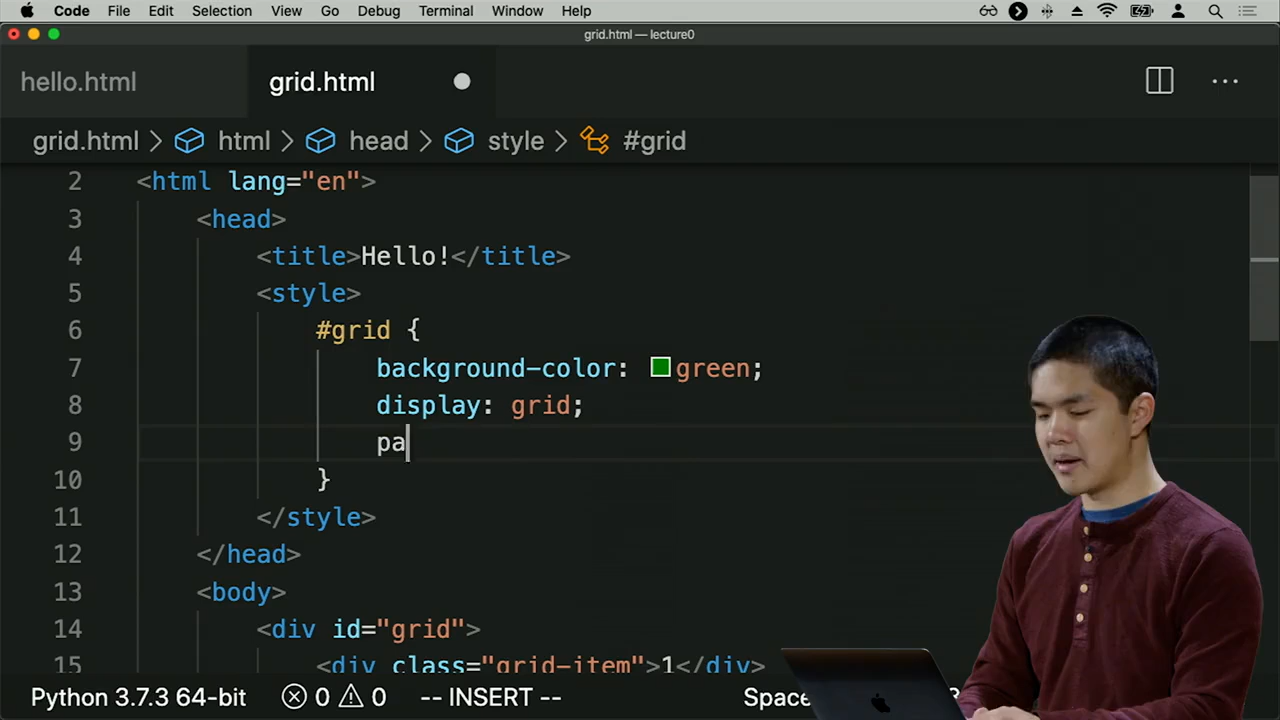 Code File Edit Selection View Go Debug Terminal Window Help
grid.html — lecture0
hello.html grid.html
grid.html > html > head > style > #grid
2 <html lang="en">
3 <head>
4 <title>Hello!</title>
5 <style>
6 #grid {
7 background-color: green;
8 display: grid;
9 pa
10 }
11 </style>
12 </head>
13 <body>
14 <div id="grid">
15 <div class="grid-item">1</div>
Python 3.7.3 64-bit 0 0 -- INSERT --